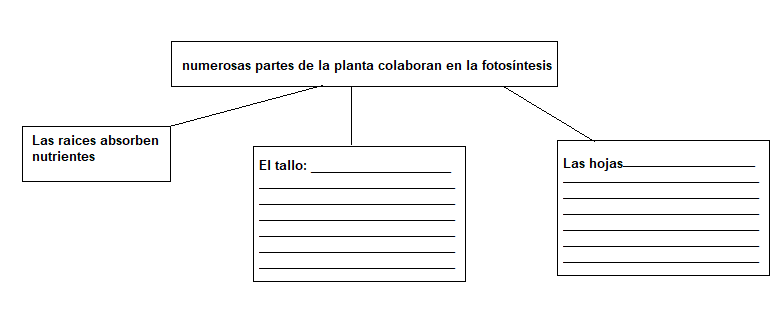 numerosas partes de la planta colaboran en la fotosíntesis
Las raices absorben
nutrientes
El tallo:
Las hojas